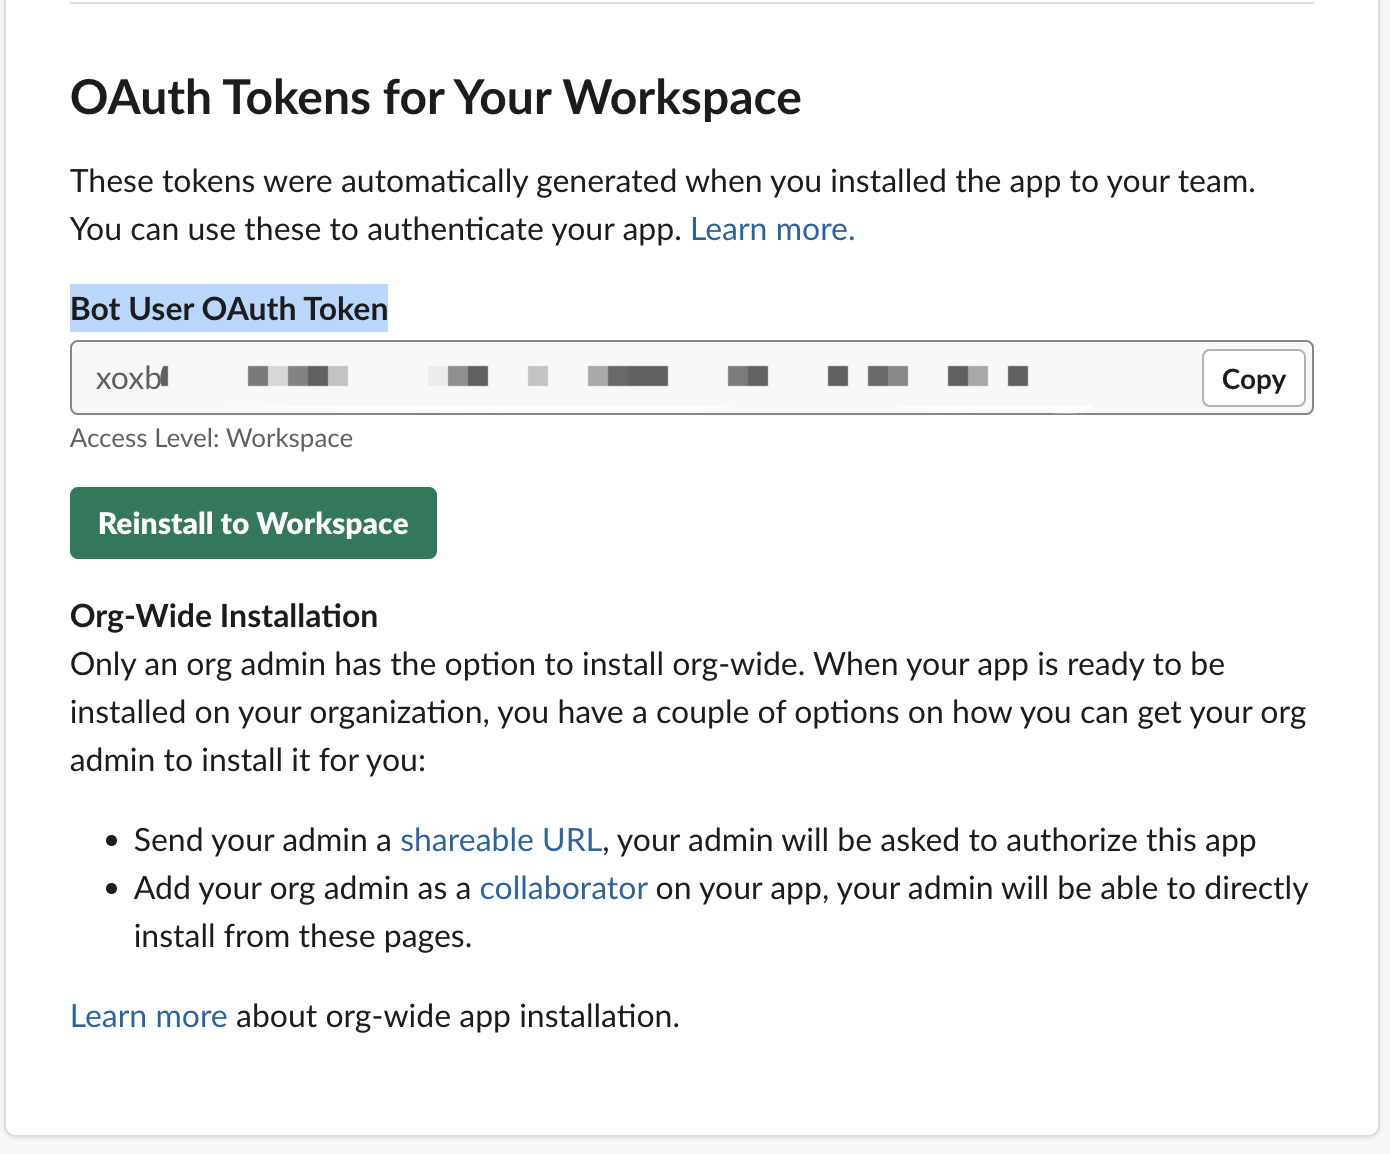 OAuth Tokens for Your Workspace
These tokens were automatically generated when you installed the app to your team.
You can use these to authenticate your app. Learn more.
Bot User OAuth Token
xoxb
Copy
Access Level: Workspace
Reinstall to Workspace
Org-Wide Installation
Only an org admin has the option to install org-wide. When your app is ready to be
installed on your organization, you have a couple of options on how you can get your org
admin to install it for you:
• Send your admin a shareable URL, your admin will be asked to authorize this app
• Add your org admin as a collaborator on your app, your admin will be able to directly
install from these pages.
Learn more about org-wide app installation.